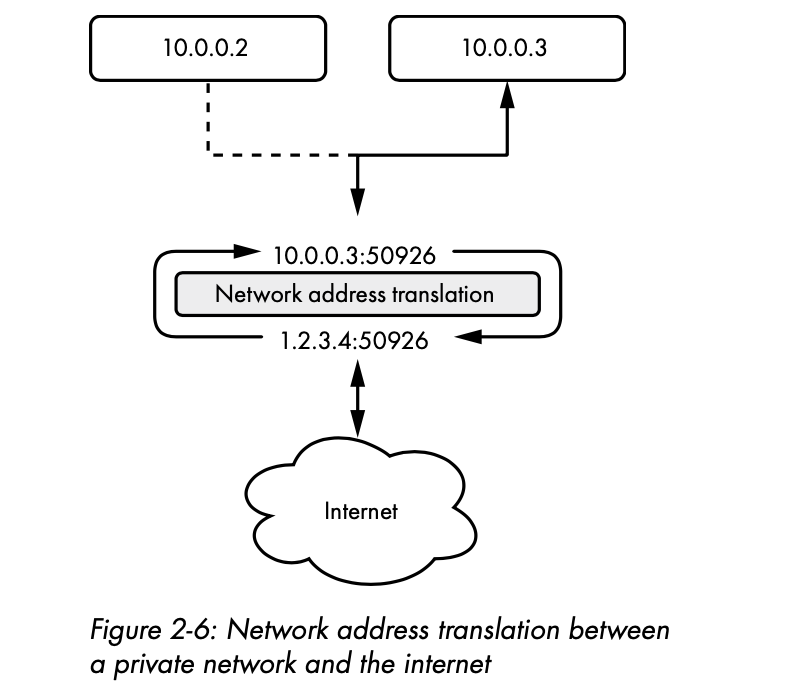 10.0.0.2
10.0.0.3
10.0.0.3:50926
Network address translation
1.2.3.4:50926
Internet
Figure 2-6: Network address translation between
a private network and the internet